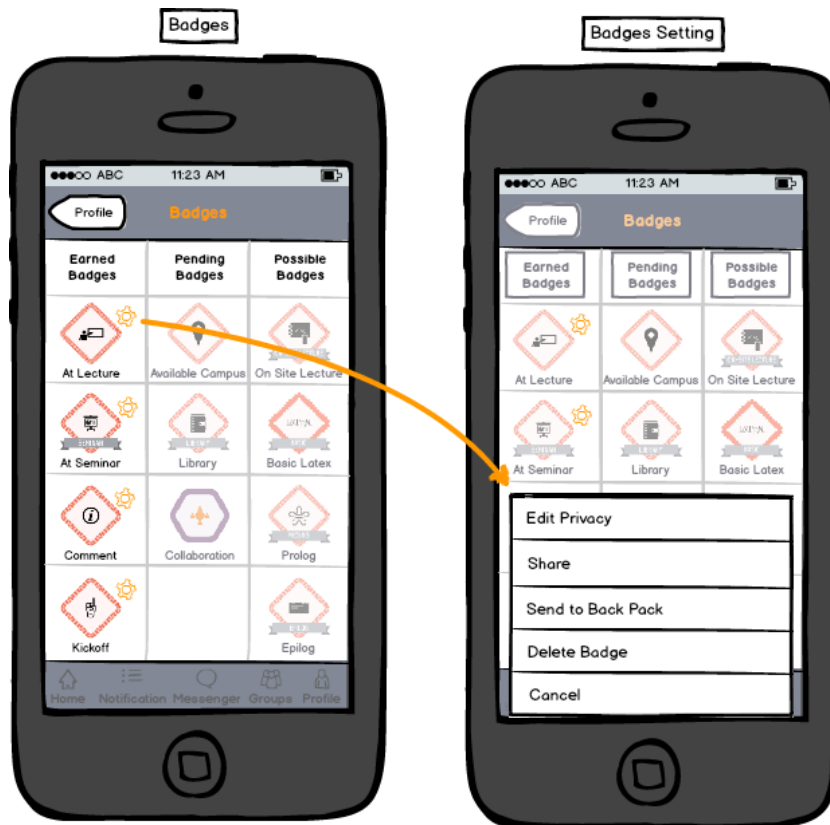 Badges
ABC 11:23 AM
Profile Badges
Earned Badges Pending Badges Possible Badges
At Lecture Available Campus On Site Lecture
SEMINAR
At Seminar
LIBRARY
Library
Basic Latex
Comment Collaboration Prolog
Kickoff Epilog
Home Notification Messenger Groups Profile
Badges Setting
ABC 11:23 AM
Profile Badges
Earned Badges Pending Badges Possible Badges
At Lecture Available Campus On Site Lecture
At Seminar Library Basic Latex
Edit Privacy
Share
Send to Back Pack
Delete Badge
Cancel